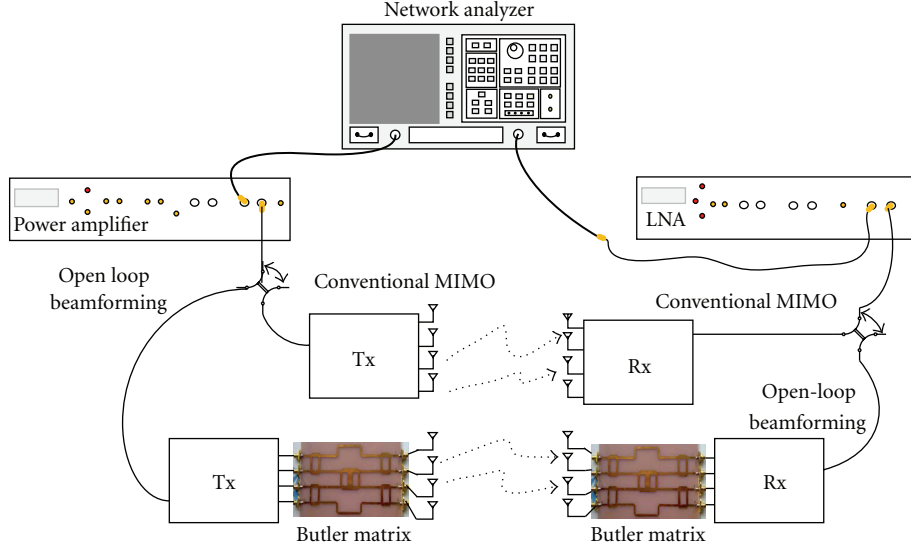 Network analyzer
Power amplifier
LNA
Open loop
beamforming
Conventional MIMO
Conventional MIMO
Tx
Rx
Open-loop
beamforming
Tx
Rx
Butler matrix
Butler matrix